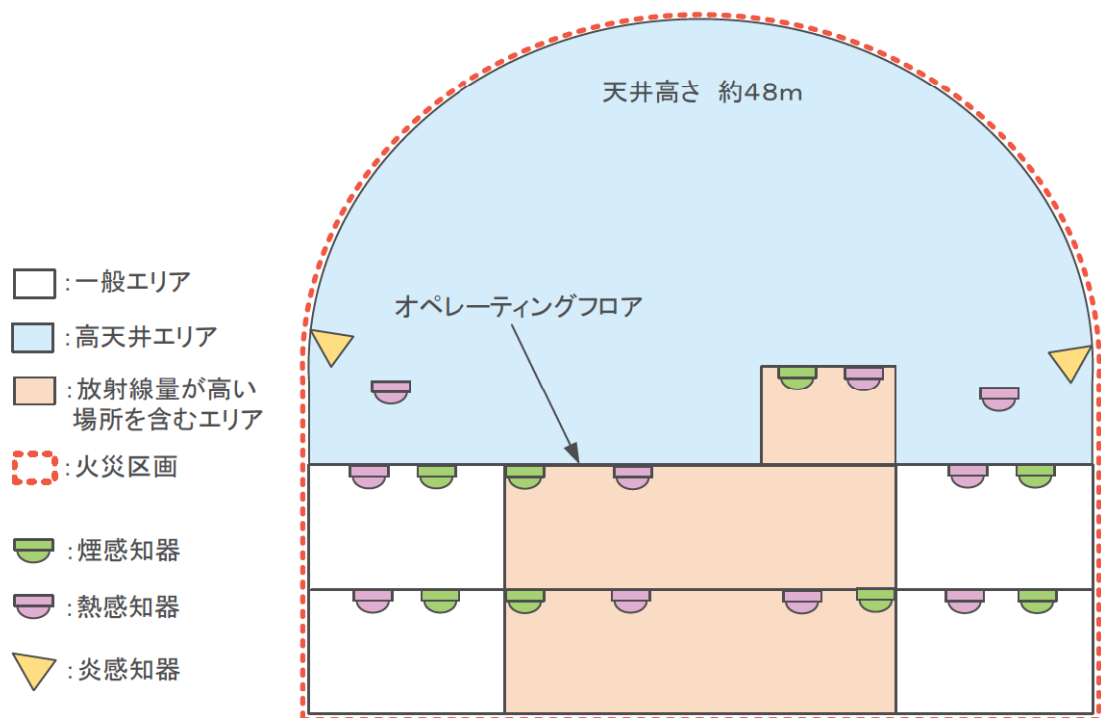 天井高さ 約48m
オペレーティングフロア
:一般エリア
:高天井エリア
:放射線量が高い
場所を含むエリア
:火災区画
:煙感知器
:熱感知器
:炎感知器